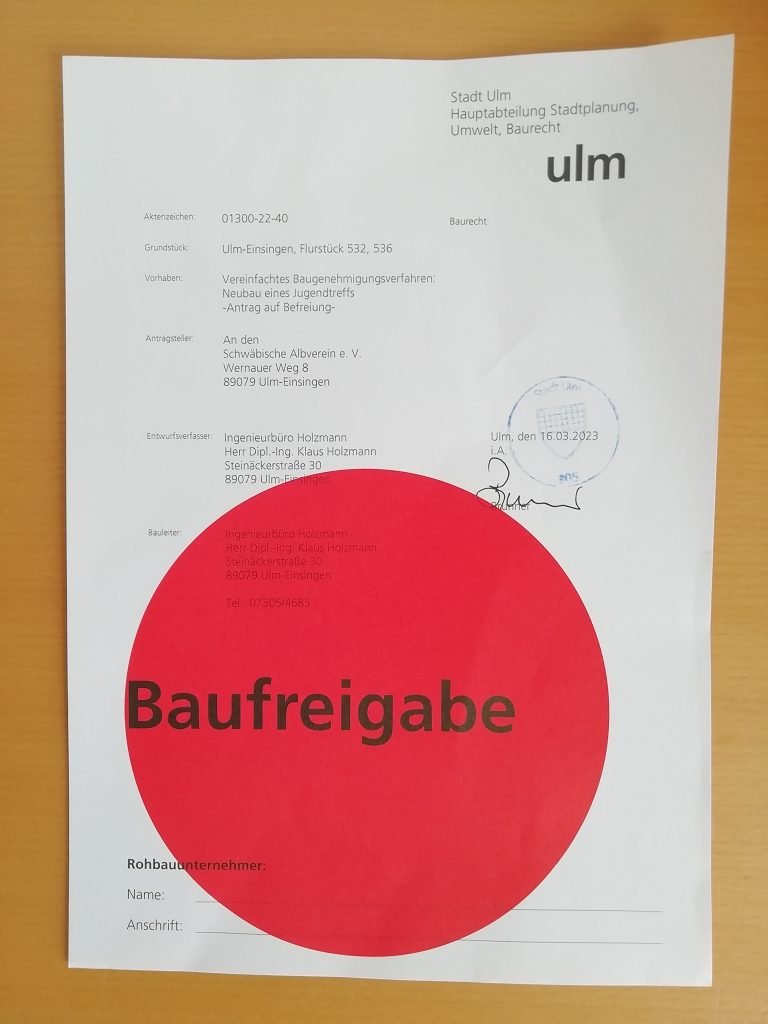 Stadt Ulm
Hauptabteilung Stadtplanung,
Umwelt, Baurecht
ulm
Aktenzeichen: 01300-22-40
Baurecht
Grundstück: Ulm-Einsingen, Flurstück 532, 536
Vorhaben: Vereinfachtes Baugenehmigungsverfahren:
Neubau eines Jugendtreffs
-Antrag auf Befreiung-
Antragsteller: An den
Schwäbische Albverein e. V.
Wernauer Weg 8
89079 Ulm-Einsingen
Stadt Ulm
Entwurfsverfasser: Ingenieurbüro Holzmann
Herr Dipl.-Ing. Klaus Holzmann
Steinäckerstraße 30
89079 Ulm-Einsingen
Ulm, den 16.03.2023
i.A.
Brunner
Bauleiter: Ingenieurbüro Holzmann
Herr Dipl.-Ing. Klaus Holzmann
Steinäckerstraße 30
89079 Ulm-Einsingen
Tel.: 07305/4685
Baufreigabe
Rohbauunternehmer:
Name:
Anschrift: